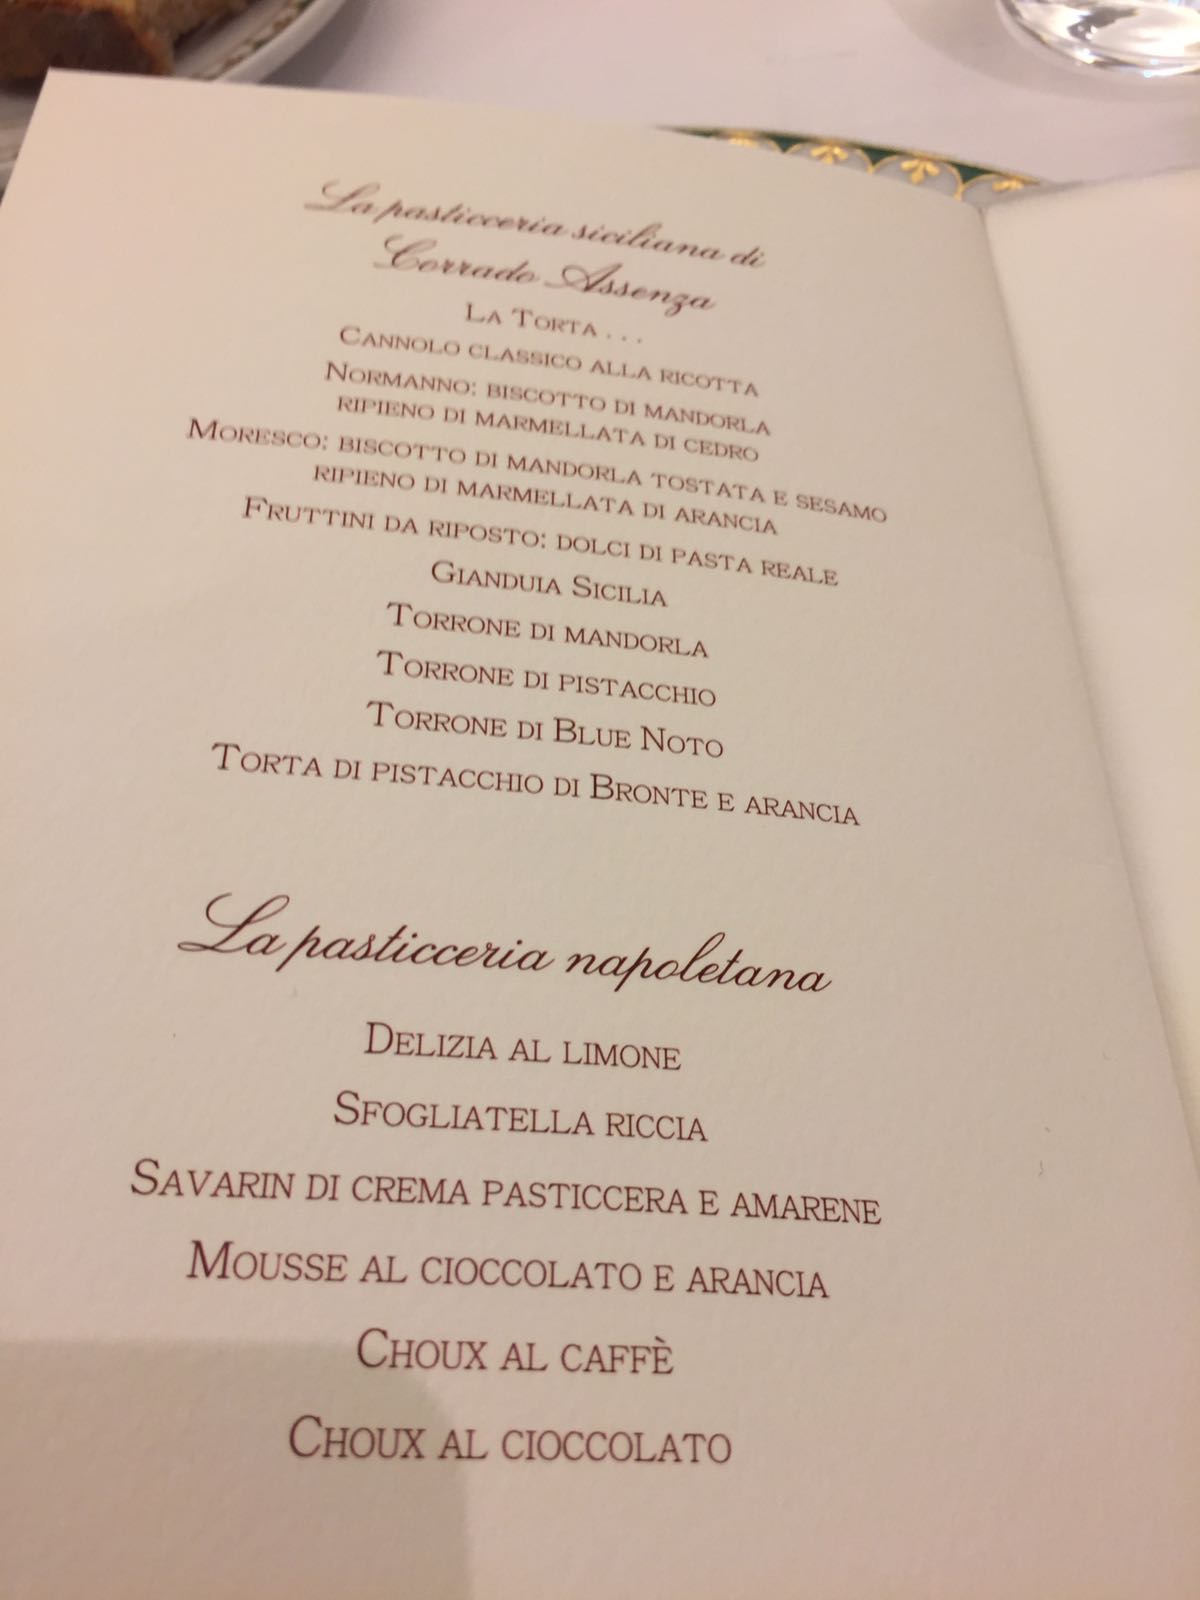 La pasticceria siciliana di
Corrado Assenza
LA TORTA . . .
CANNOLO CLASSICO ALLA RICOTTA
NORMANNO: BISCOTTO DI MANDORLA
RIPIENO DI MARMELLATA DI CEDRO
MORESCO: BISCOTTO DI MANDORLA TOSTATA E SESAMO
RIPIENO DI MARMELLATA DI ARANCIA
FRUTTINI DA RIPOSTO: DOLCI DI PASTA REALE
GIANDUIA SICILIA
TORRONE DI MANDORLA
TORRONE DI PISTACCHIO
TORRONE DI BLUE NOTO
TORTA DI PISTACCHIO DI BRONTE E ARANCIA
La pasticceria napoletana
DELIZIA AL LIMONE
SFOGLIATELLA RICCIA
SAVARIN DI CREMA PASTICCERA E AMARENE
MOUSSE AL CIOCCOLATO E ARANCIA
CHOUX AL CAFFÈ
CHOUX AL CIOCCOLATO